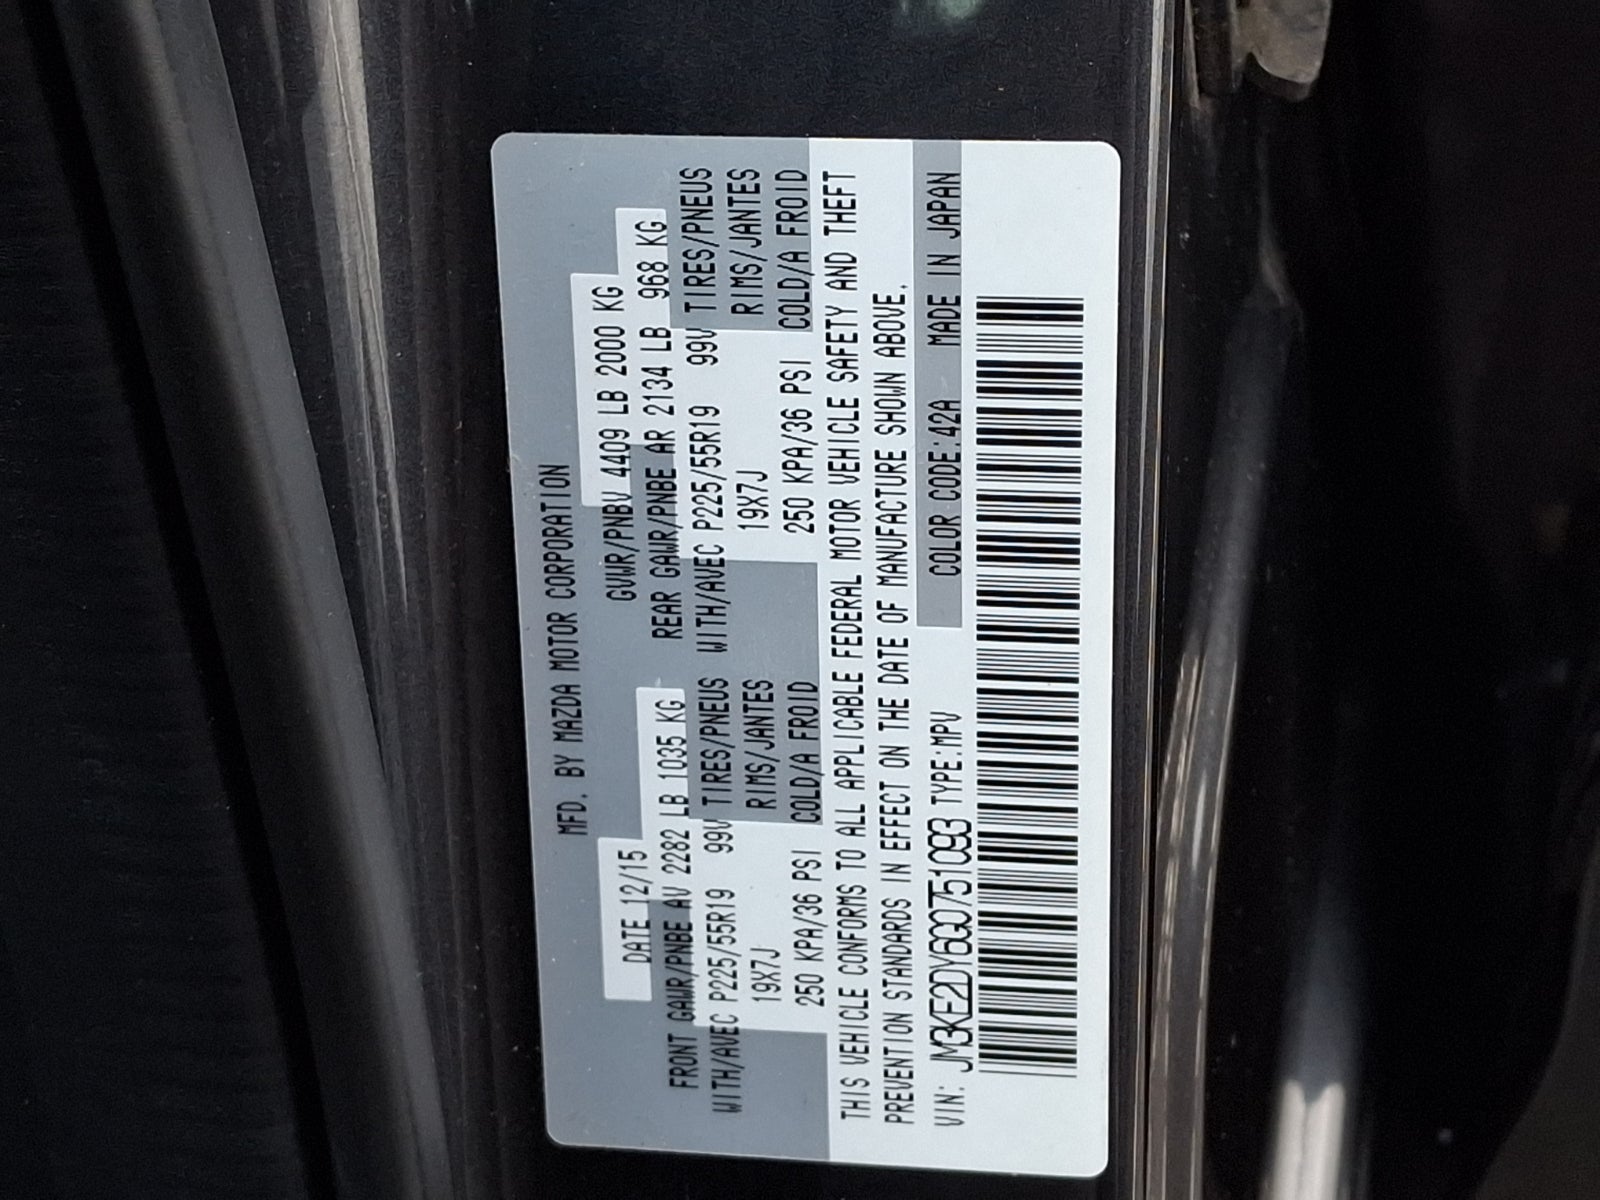 MFD. BY MAZDA MOTOR CORPORATION
DATE 12/15 GVWR/PNBV 4409 LB 2000 KG
FRONT GAWR/PNBE AV 2282 LB 1035 KG REAR GAWR/PNBE AR 2134 LB 968 KG
WITH/AVEC P225/55R19 99V TIRES/PNEUS WITH/AVEC P225/55R19 99V TIRES/PNEUS
19X7J RIMS/JANTES 19X7J RIMS/JANTES
250 KPA/36 PSI COLD/A FROID 250 KPA/36 PSI COLD/A FROID
THIS VEHICLE CONFORMS TO ALL APPLICABLE FEDERAL MOTOR VEHICLE SAFETY AND THEFT
PREVENTION STANDARDS IN EFFECT ON THE DATE OF MANUFACTURE SHOWN ABOVE.
VIN: JM3KE2DY6G0751093 TYPE:MPV COLOR CODE:42A MADE IN JAPAN